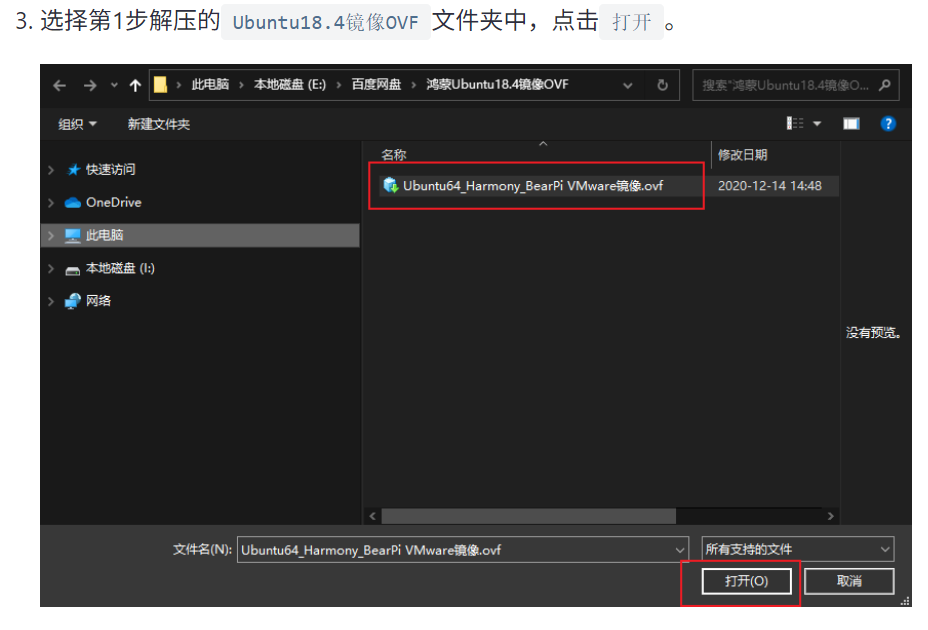 3. 选择第1步解压的 Ubuntu18.4镜像OVF 文件夹中，点击 打开 。
此电脑 > 本地磁盘 (E:) > 百度网盘 > 鸿蒙Ubuntu18.4镜像OVF
搜索"鸿蒙Ubuntu18.4镜像O...
组织 新建文件夹
名称 修改日期
快速访问
Ubuntu64_Harmony_BearPi VMware镜像.ovf 2020-12-14 14:48
OneDrive
此电脑
本地磁盘 (I:)
网络
没有预览。
文件名(N): Ubuntu64_Harmony_BearPi VMware镜像.ovf 所有支持的文件
打开(O) 取消